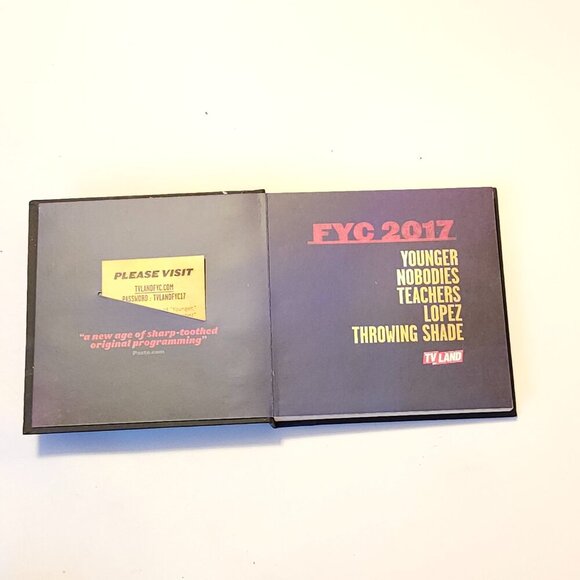 PLEASE VISIT
TVLANDFYC.COM
PASSWORD : TVLANDFYC17
"Younger"
"a new age of sharp-toothed
original programming"
Paste.com
FYC 2017
YOUNGER
NOBODIES
TEACHERS
LOPEZ
THROWING SHADE
TV LAND